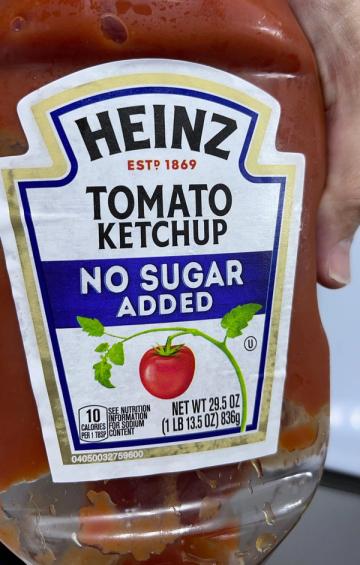 HEINZ
ESTD 1869
TOMATO
KETCHUP
NO SUGAR
ADDED
U
10
CALORIES
PER 1 TBSP
SEE NUTRITION
INFORMATION
FOR SODIUM
CONTENT
NET WT 29.5 OZ
(1 LB 13.5 OZ) 836g
04050032759600